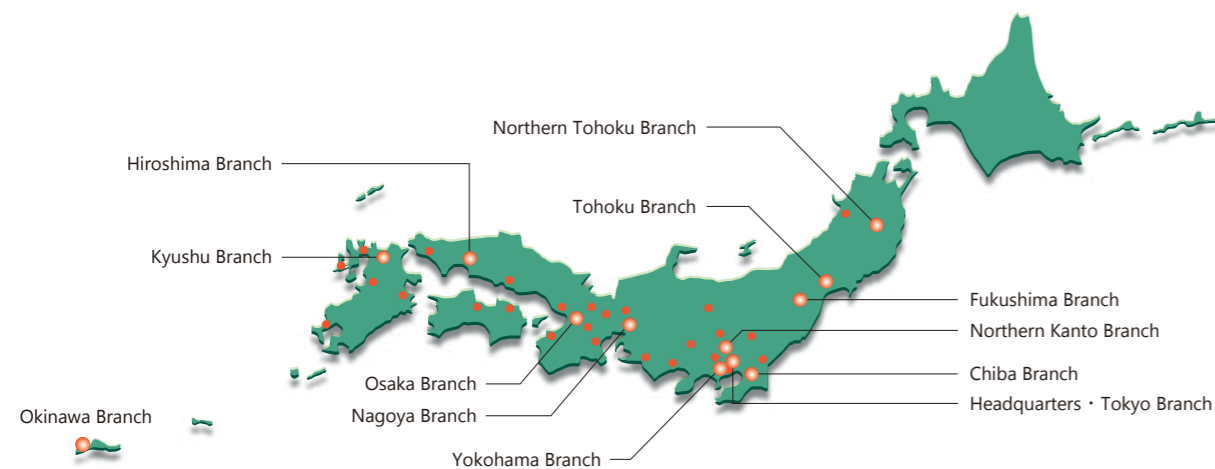 Northern Tohoku Branch
Hiroshima Branch
Tohoku Branch
Kyushu Branch
Fukushima Branch
Northern Kanto Branch
Chiba Branch
Osaka Branch
Headquarters・Tokyo Branch
Nagoya Branch
Okinawa Branch
Yokohama Branch